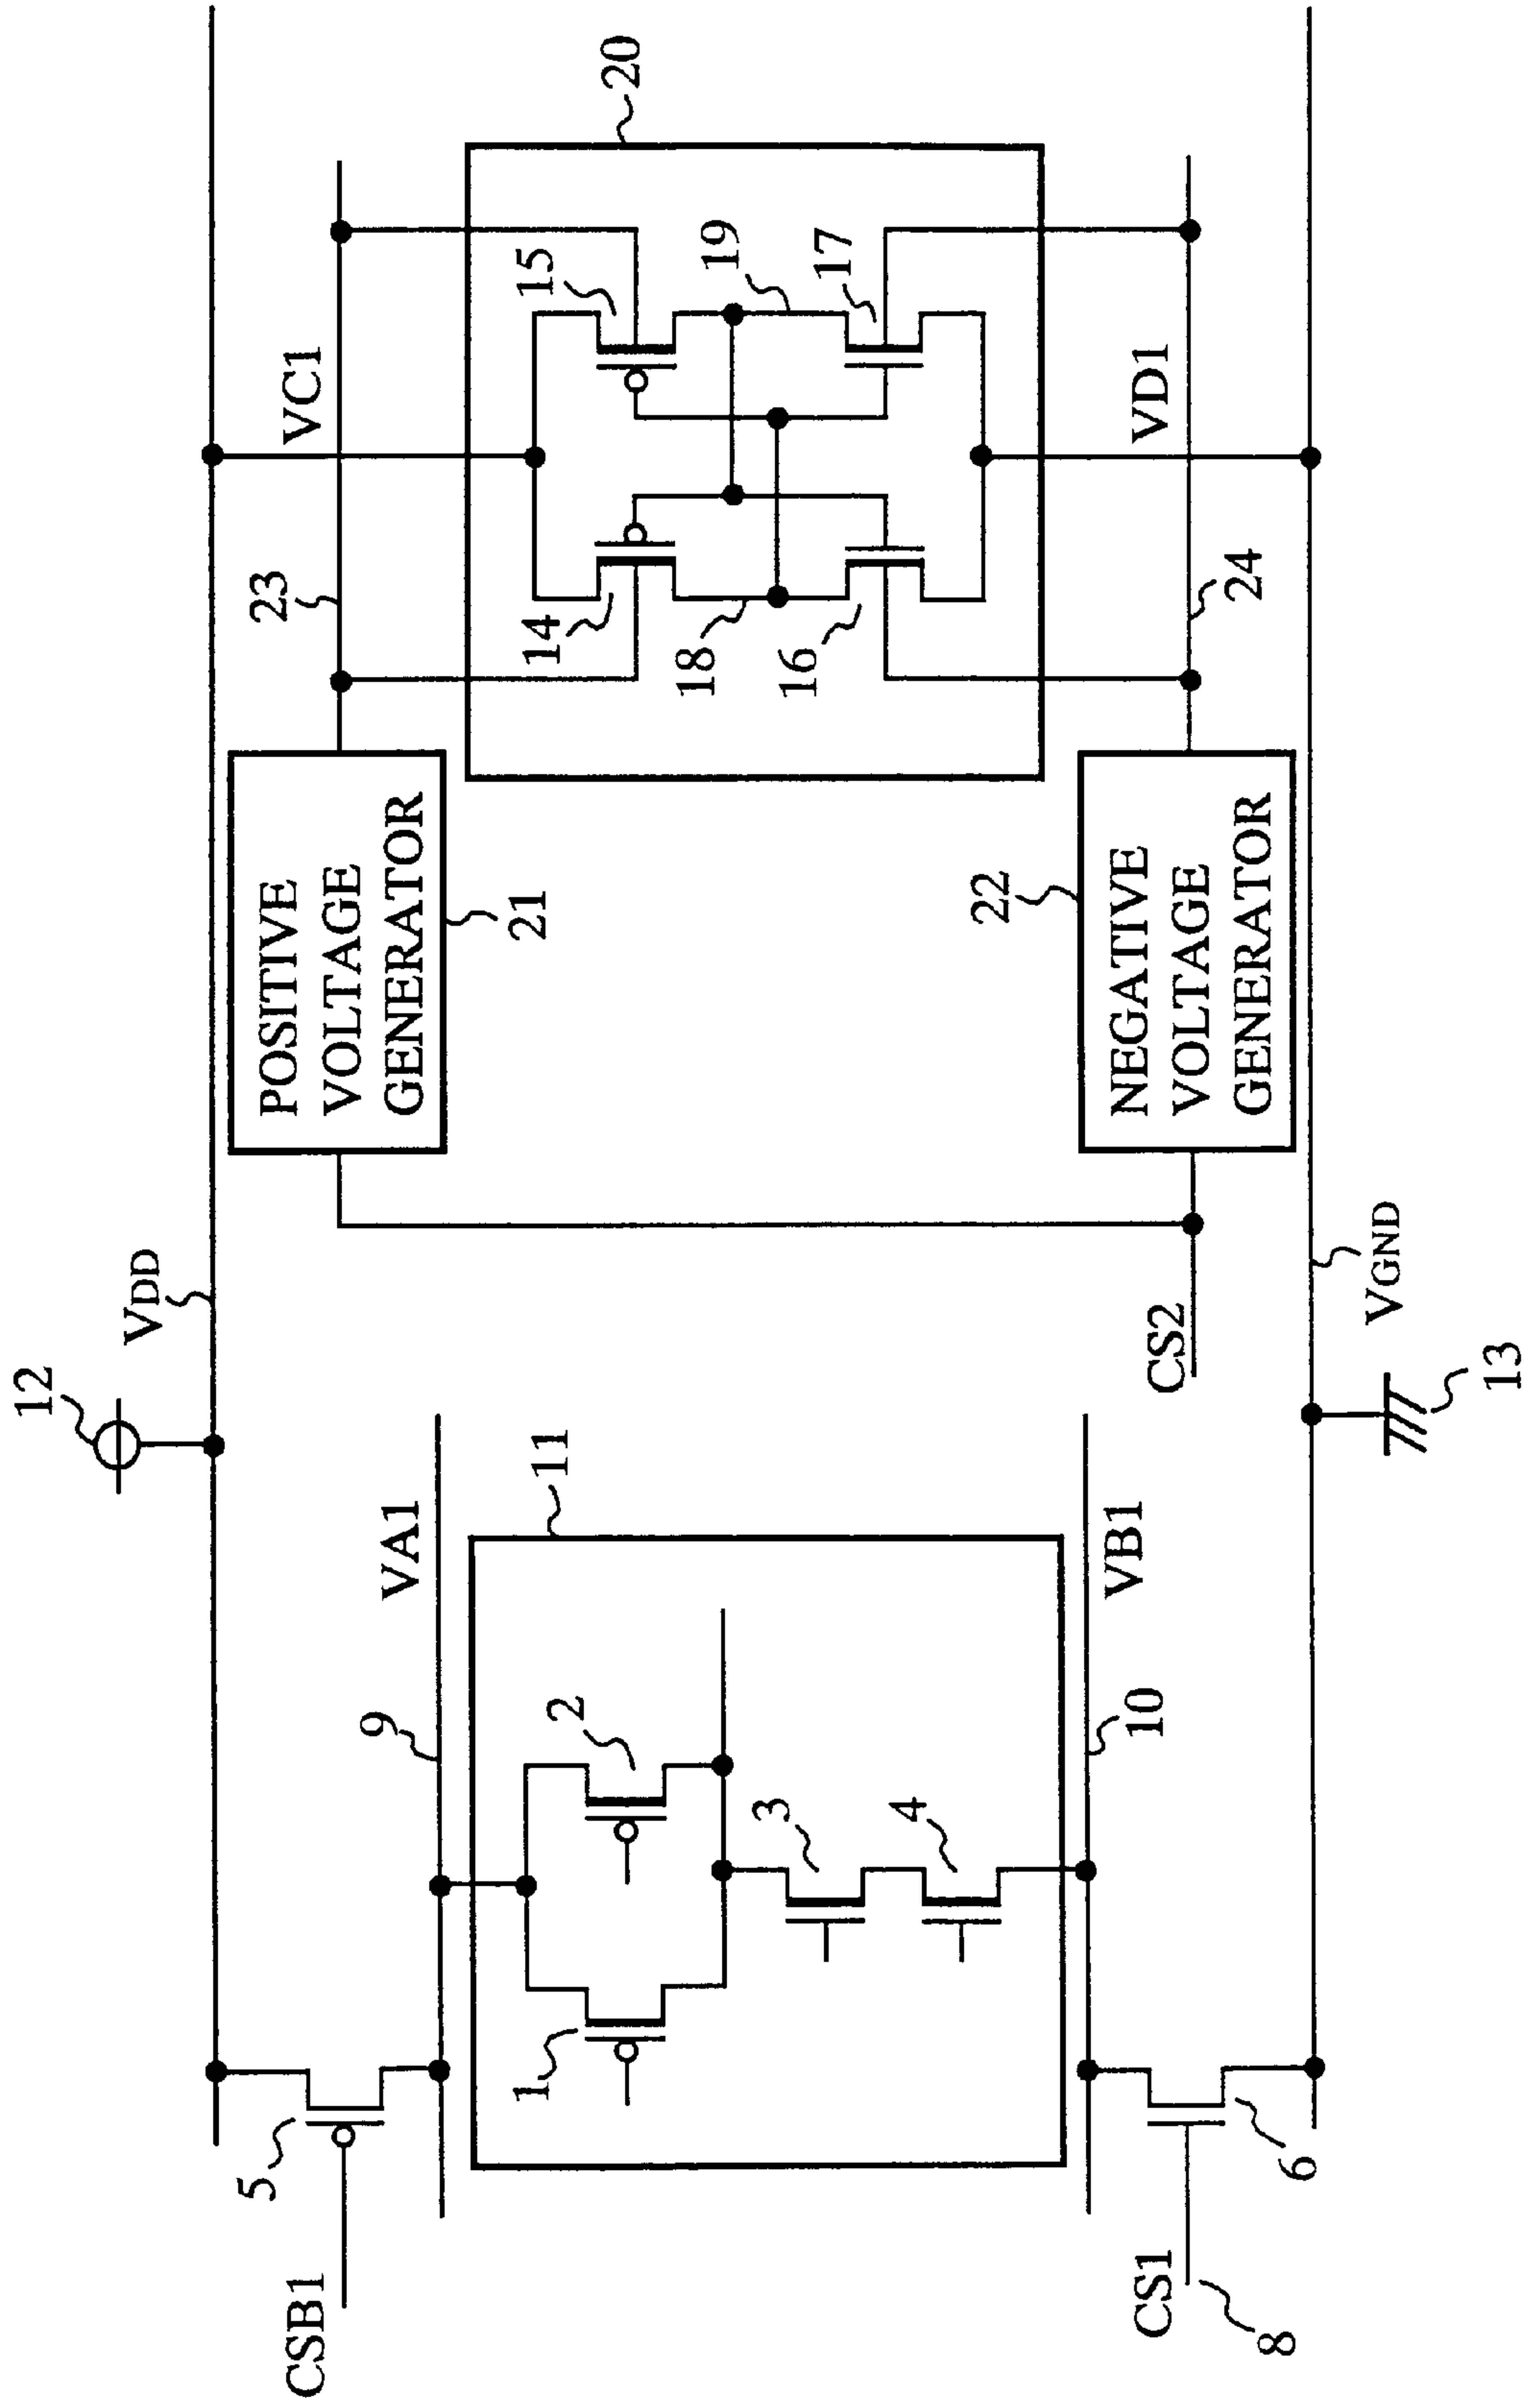 12
VDD
VC1
23
20
POSITIVE
VOLTAGE
GENERATOR
21
15
14
19
18
17
16
5
CSB1
9
VA1
11
1
2
3
4
10
VB1
22
NEGATIVE
VOLTAGE
GENERATOR
VD1
24
CS2
CS1
8
6
VGND
13